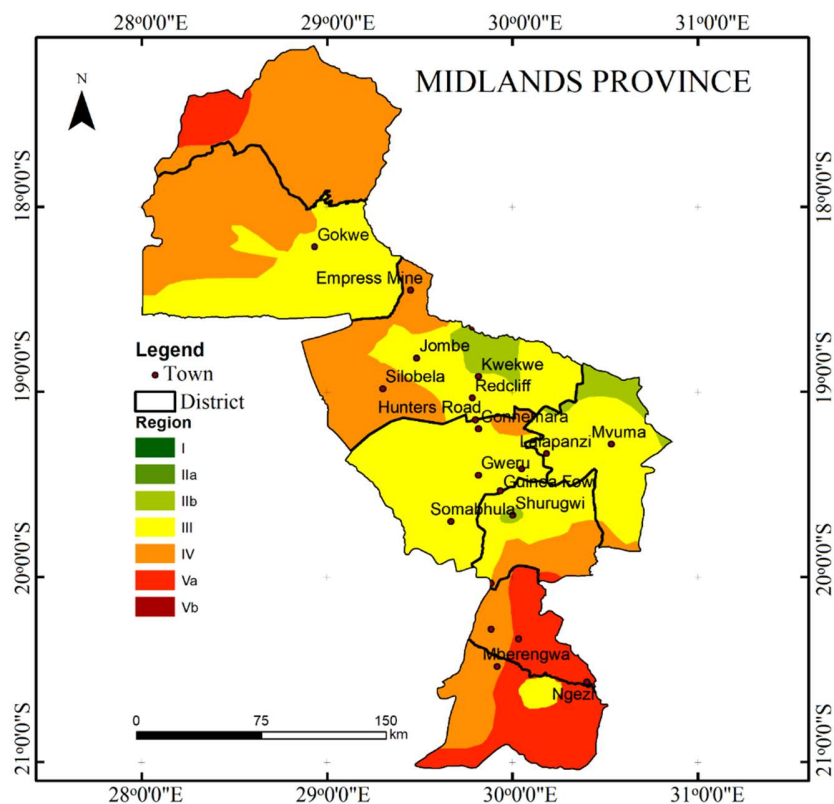 28°0'0"E 29°0'0"E 30°0'0"E 31°0'0"E
N
MIDLANDS PROVINCE
18°0'0"S
18°0'0"S
Gokwe
Empress Mine
Legend
Town
District
Region
I
IIa
IIb
III
IV
Va
Vb
Jombe
Kwekwe
Silobela
Redcliff
19°0'0"S
19°0'0"S
Hunters Road
Connemara
Lalapanzi
Mvuma
Gweru
Guinea Fowl
Somabhula
Shurugwi
20°0'0"S
20°0'0"S
Mberengwa
Ngezi
0 75 150
km
21°0'0"S
21°0'0"S
28°0'0"E 29°0'0"E 30°0'0"E 31°0'0"E